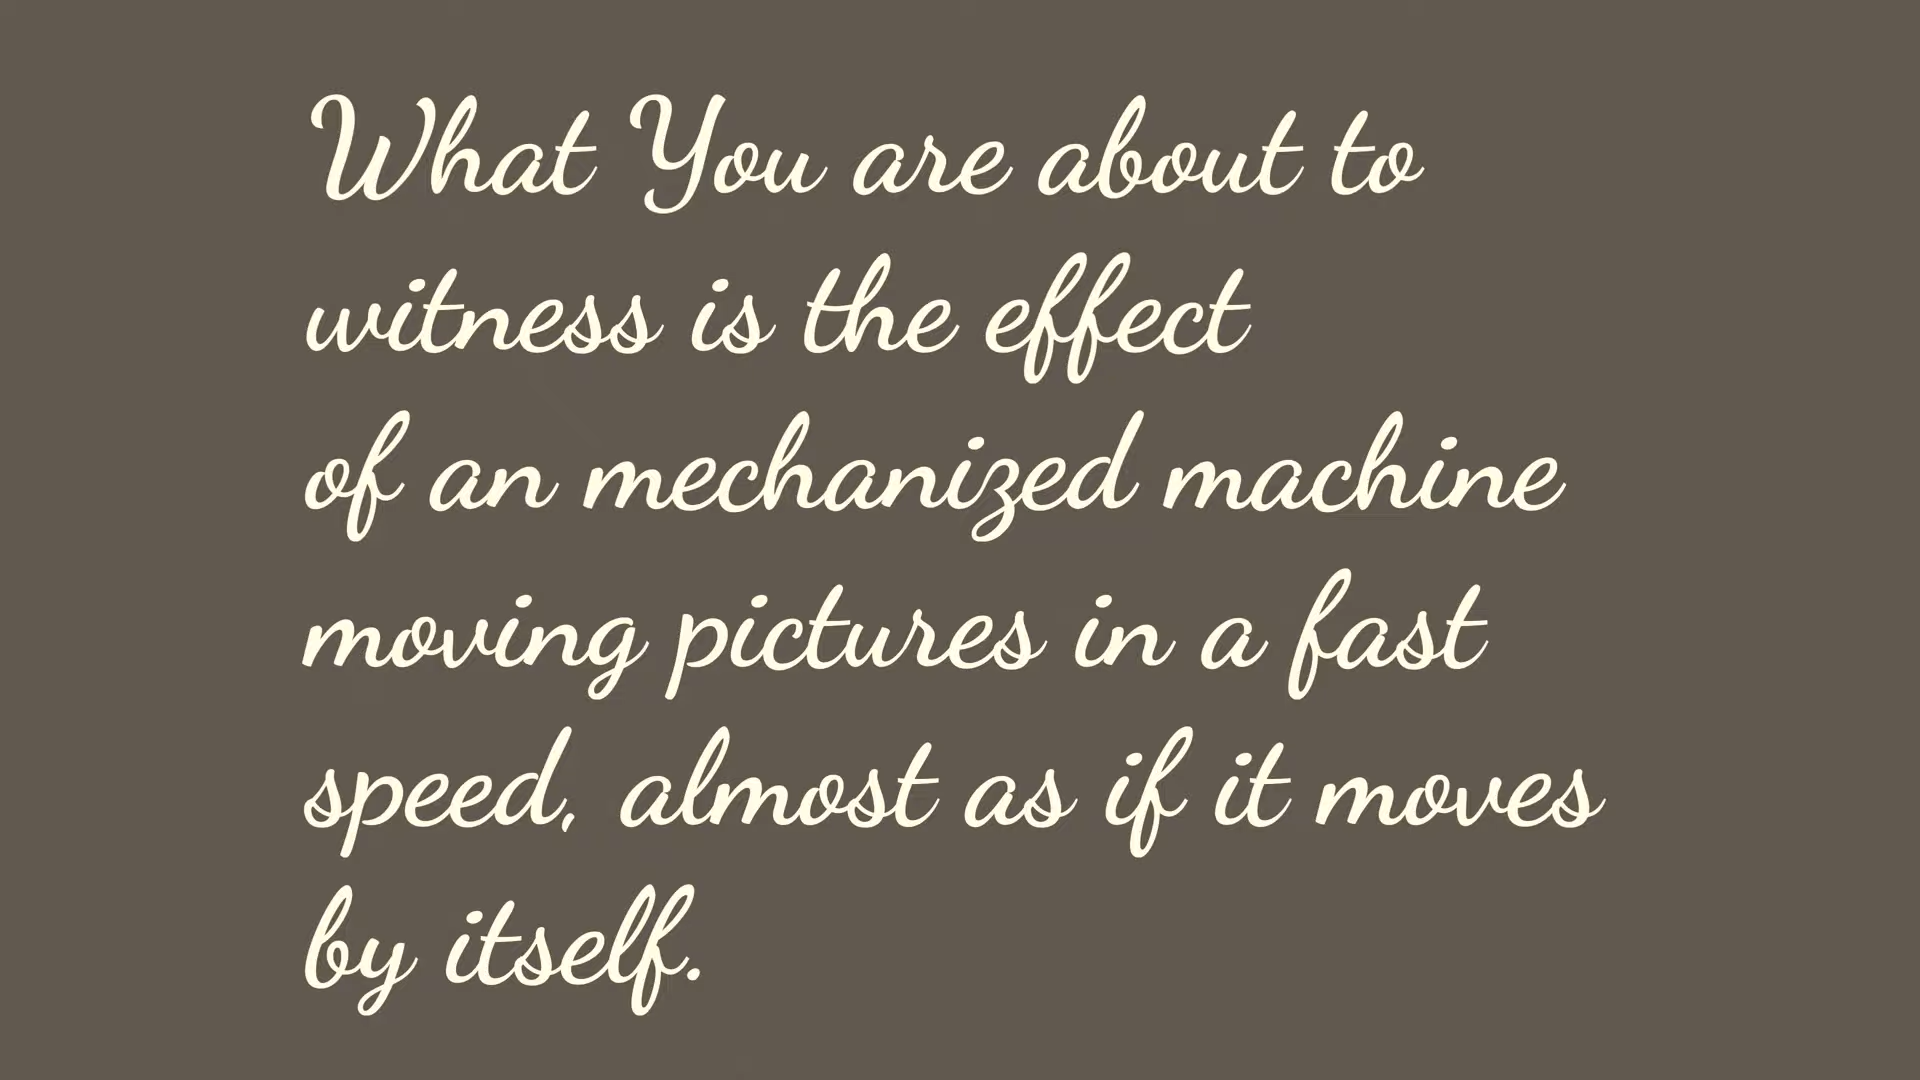 What You are about to
witness is the effect
of an mechanized machine
moving pictures in a fast
speed, almost as if it moves
by itself.